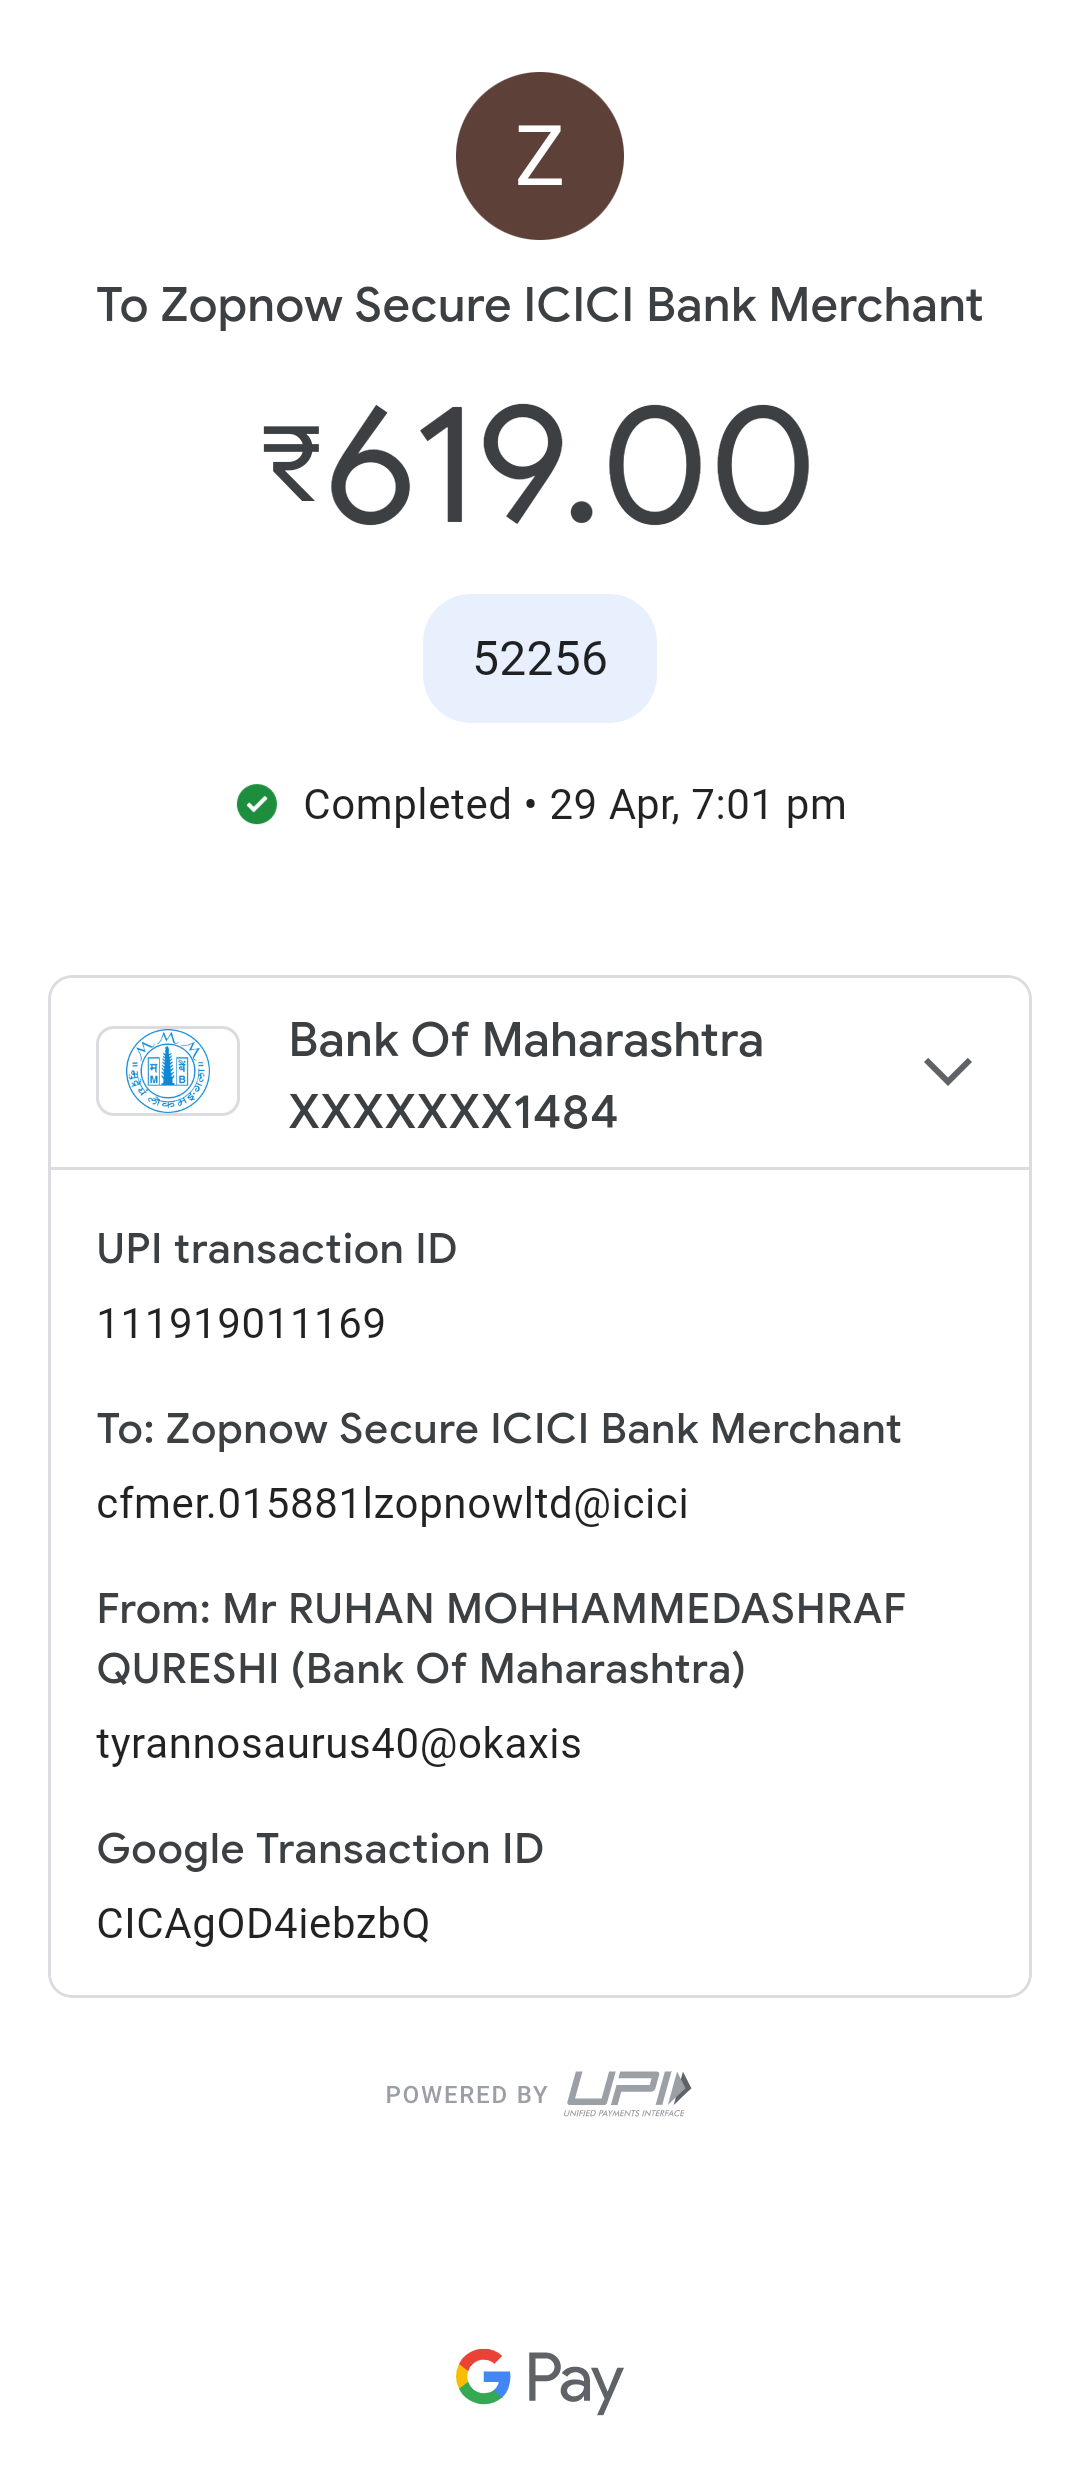 Z
To Zopnow Secure ICICI Bank Merchant
₹619.00
52256
Completed • 29 Apr, 7:01 pm
Bank Of Maharashtra
XXXXXXX1484
UPI transaction ID
111919011169
To: Zopnow Secure ICICI Bank Merchant
cfmer.015881lzopnowltd@icici
From: Mr RUHAN MOHHAMMEDASHRAF
QURESHI (Bank Of Maharashtra)
tyrannosaurus40@okaxis
Google Transaction ID
CICAgOD4iebzbQ
POWERED BY UPI
UNIFIED PAYMENTS INTERFACE
G Pay